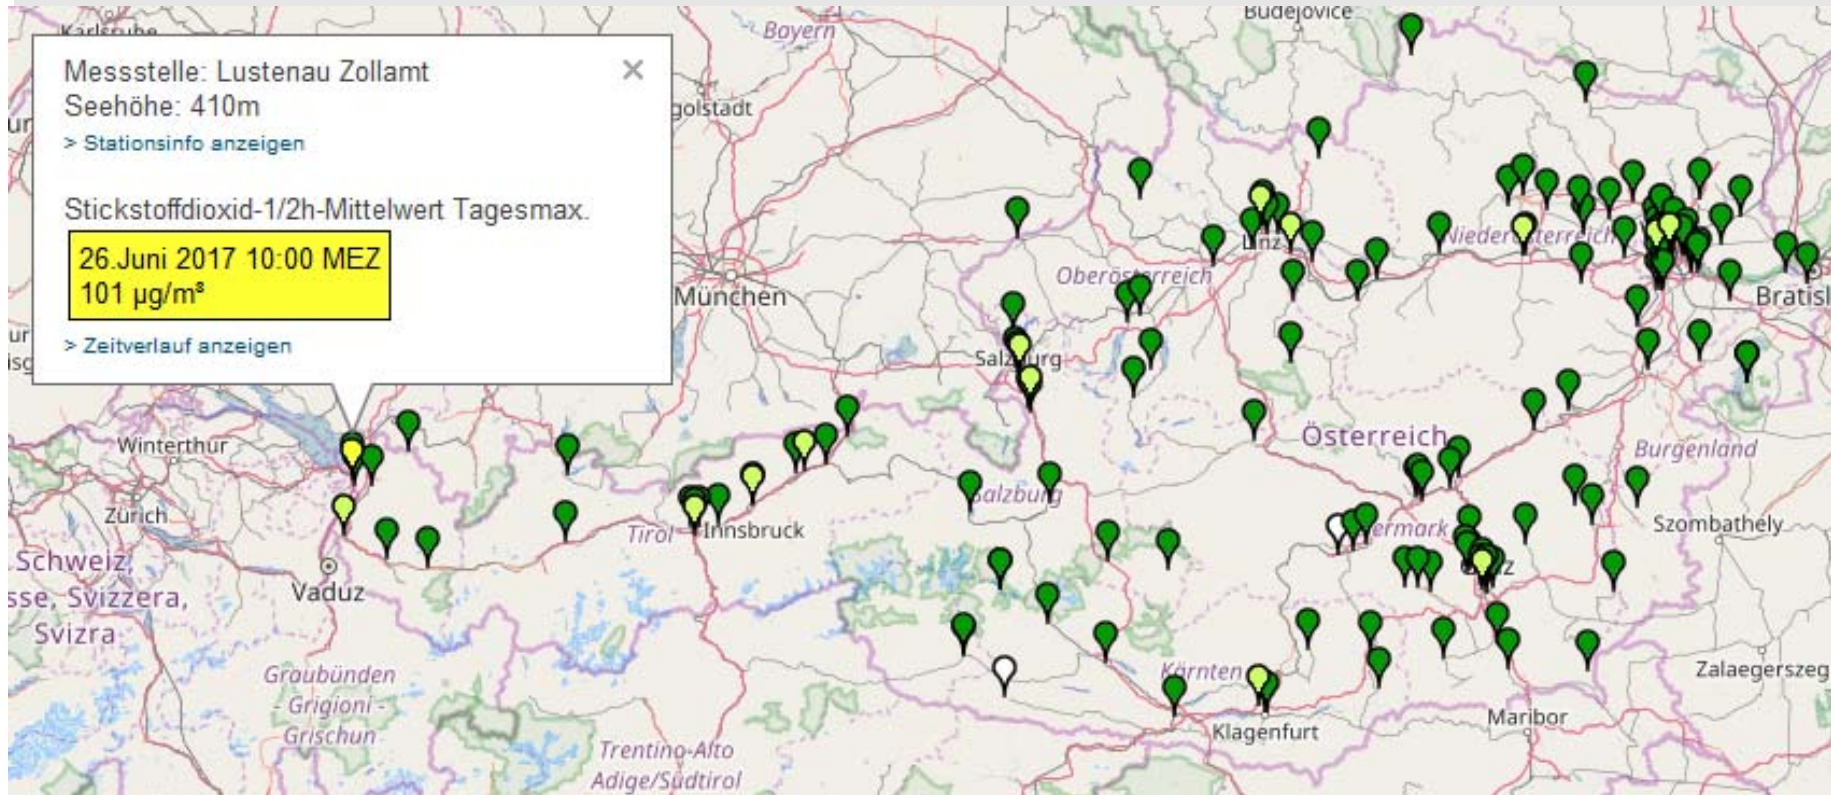 Karlsruhe
Messstelle: Lustenau Zollamt
Seehöhe: 410m
> Stationsinfo anzeigen
Stickstoffdioxid-1/2h-Mittelwert Tagesmax.
26.Juni 2017 10:00 MEZ
101 µg/m³
> Zeitverlauf anzeigen
Bayern
Budejovice
golstadt
München
Linz
Niederösterreich
Oberösterreich
Bratisl
Salzburg
Winterthur
Österreich
Burgenland
Zürich
Salzburg
Tirol
Innsbruck
ermark
Szombathely
Schweiz,
sse, Svizzera,
Svizra
Vaduz
Graubünden
- Grigioni -
Grischun
Kärnten
Zalaegerszeg
Klagenfurt
Maribor
Trentino-Alto
Adige/Südtirol